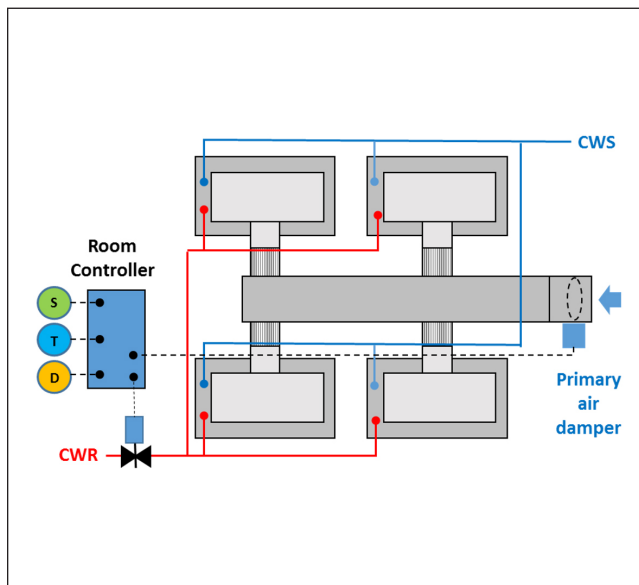 CWS
Room
Controller
S
T
D
Primary
air
damper
CWR